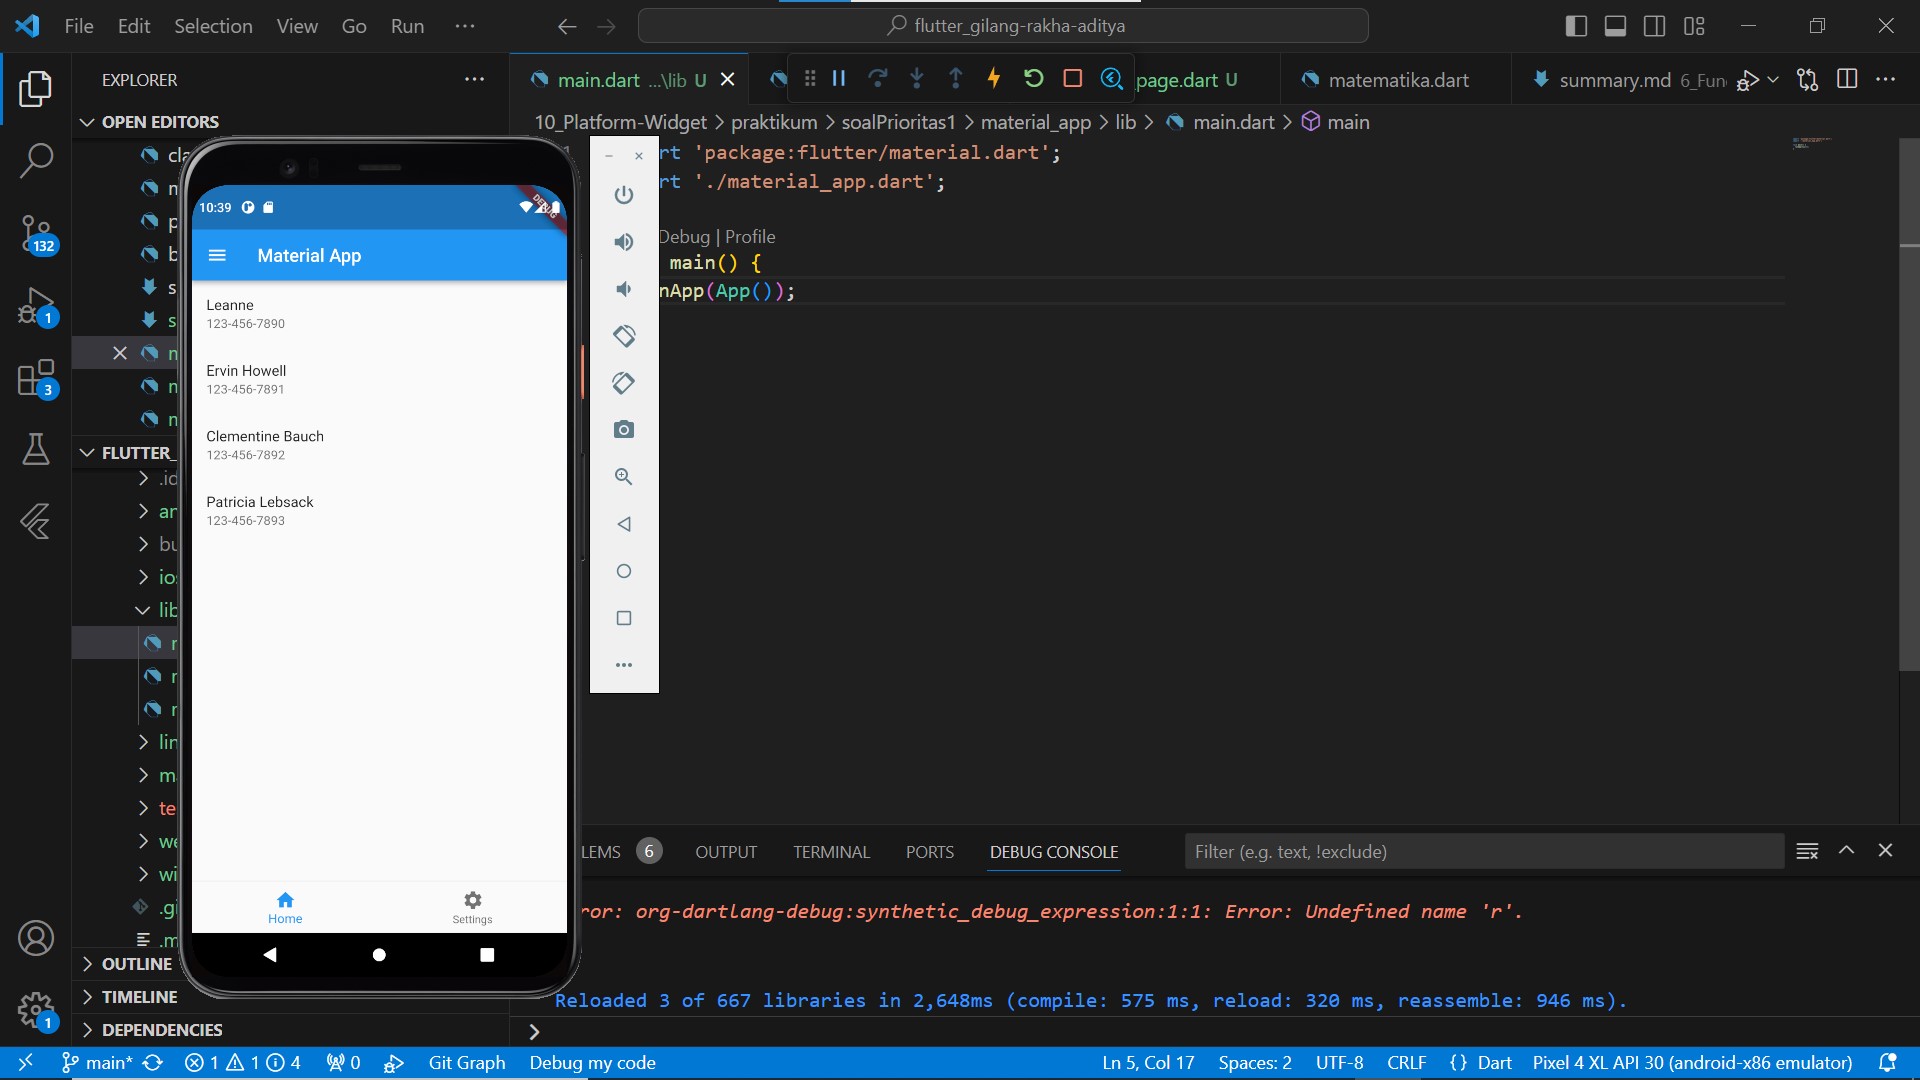 File Edit Selection View Go Run
flutter_gilang-rakha-aditya
EXPLORER
main.dart ...\lib U
page.dart U
matematika.dart
summary.md 6_Fun
OPEN EDITORS
10_Platform-Widget > praktikum > soalPrioritas1 > material_app > lib > main.dart > main
rt 'package:flutter/material.dart';
rt './material_app.dart';
Debug | Profile
main() {
nApp(App());
132
1
3
1
FLUTTER_
.id
an
bu
ios
lib
lin
ma
te
we
wi
.gi
.m
OUTLINE
TIMELINE
DEPENDENCIES
10:39
DEBUG
Material App
Leanne
123-456-7890
Ervin Howell
123-456-7891
Clementine Bauch
123-456-7892
Patricia Lebsack
123-456-7893
Home
Settings
LEMS 6 OUTPUT TERMINAL PORTS DEBUG CONSOLE
Filter (e.g. text, !exclude)
ror: org-dartlang-debug:synthetic_debug_expression:1:1: Error: Undefined name 'r'.
Reloaded 3 of 667 libraries in 2,648ms (compile: 575 ms, reload: 320 ms, reassemble: 946 ms).
main* 1 1 4 0 Git Graph Debug my code
Ln 5, Col 17 Spaces: 2 UTF-8 CRLF {} Dart Pixel 4 XL API 30 (android-x86 emulator)